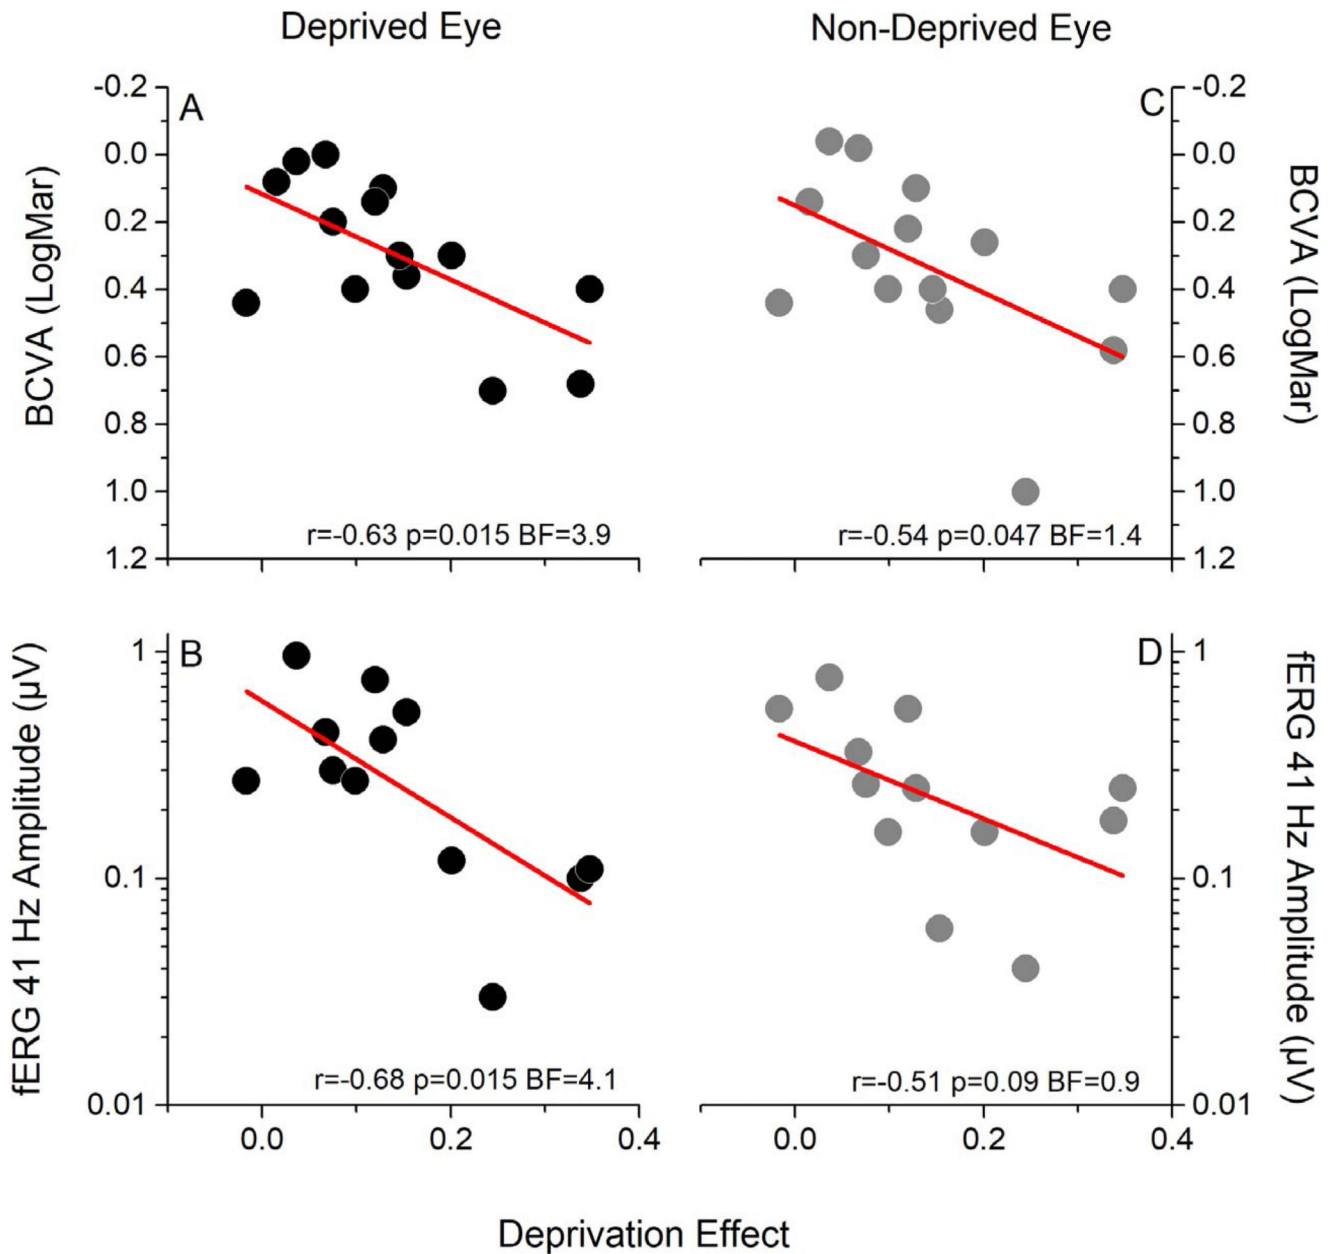 Deprived Eye
Non-Deprived Eye
A
-0.2
0.0
0.2
0.4
0.6
0.8
1.0
1.2
BCVA (LogMar)
r=-0.63 p=0.015 BF=3.9
C
-0.2
0.0
0.2
0.4
0.6
0.8
1.0
1.2
BCVA (LogMar)
r=-0.54 p=0.047 BF=1.4
B
1
0.1
0.01
fERG 41 Hz Amplitude (µV)
r=-0.68 p=0.015 BF=4.1
0.0 0.2 0.4
D
1
0.1
0.01
fERG 41 Hz Amplitude (µV)
r=-0.51 p=0.09 BF=0.9
0.0 0.2 0.4
Deprivation Effect